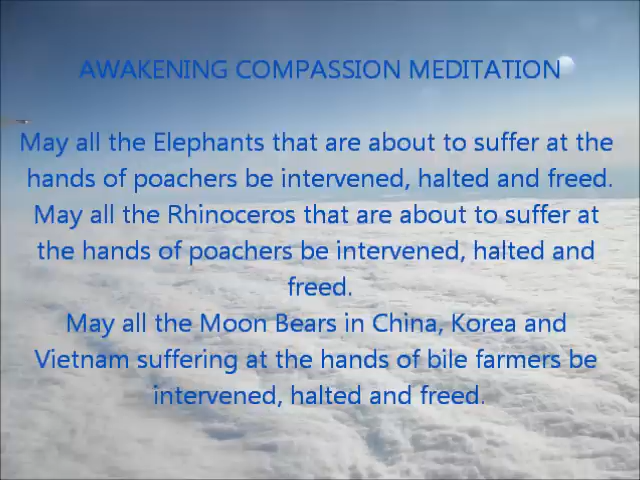 AWAKENING COMPASSION MEDITATION
May all the Elephants that are about to suffer at the
hands of poachers be intervened, halted and freed.
May all the Rhinoceros that are about to suffer at
the hands of poachers be intervened, halted and
freed.
May all the Moon Bears in China, Korea and
Vietnam suffering at the hands of bile farmers be
intervened, halted and freed.